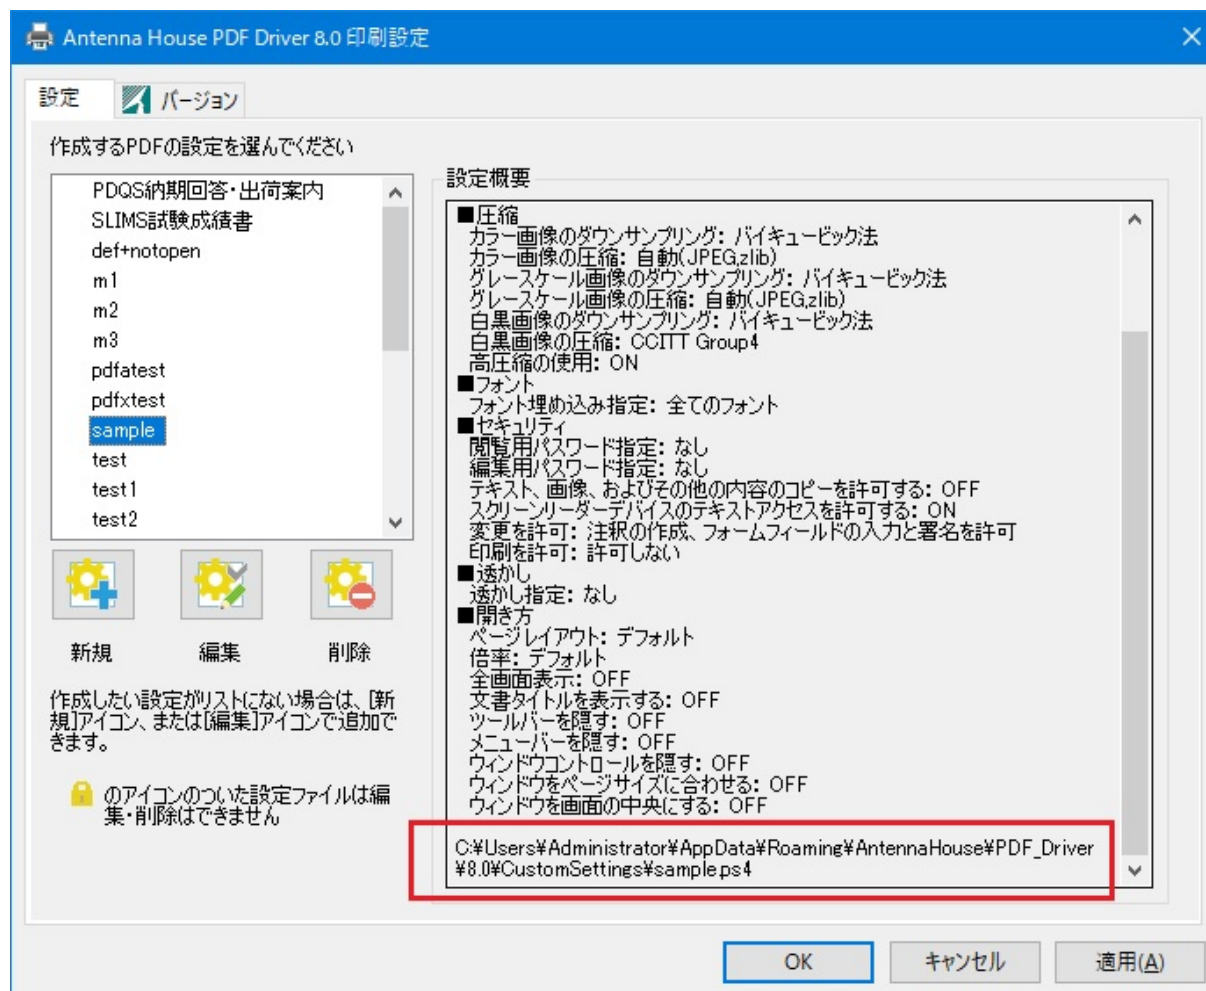 Antenna House PDF Driver 8.0 印刷設定
設定
バージョン
作成するPDFの設定を選んでください
PDQS納期回答・出荷案内
SLIMS試験成績書
def+notopen
m1
m2
m3
pdfatest
pdfxtest
sample
test
test1
test2
新規
編集
削除
作成したい設定がリストにない場合は、[新
規]アイコン、または[編集]アイコンで追加で
きます。
のアイコンのついた設定ファイルは編
集・削除はできません
設定概要
■圧縮
カラー画像のダウンサンプリング: バイキュービック法
カラー画像の圧縮: 自動(JPEG,zlib)
グレースケール画像のダウンサンプリング: バイキュービック法
グレースケール画像の圧縮: 自動(JPEG,zlib)
白黒画像のダウンサンプリング: バイキュービック法
白黒画像の圧縮: CCITT Group4
高圧縮の使用: ON
■フォント
フォント埋め込み指定: 全てのフォント
■セキュリティ
閲覧用パスワード指定: なし
編集用パスワード指定: なし
テキスト、画像、およびその他の内容のコピーを許可する: OFF
スクリーンリーダーデバイスのテキストアクセスを許可する: ON
変更を許可: 注釈の作成、フォームフィールドの入力と署名を許可
印刷を許可: 許可しない
■透かし
透かし指定: なし
■開き方
ページレイアウト: デフォルト
倍率: デフォルト
全画面表示: OFF
文書タイトルを表示する: OFF
ツールバーを隠す: OFF
メニューバーを隠す: OFF
ウィンドウコントロールを隠す: OFF
ウィンドウをページサイズに合わせる: OFF
ウィンドウを画面の中央にする: OFF
C:¥Users¥Administrator¥AppData¥Roaming¥AntennaHouse¥PDF_Driver
¥8.0¥CustomSettings¥sample.ps4
OK
キャンセル
適用(A)